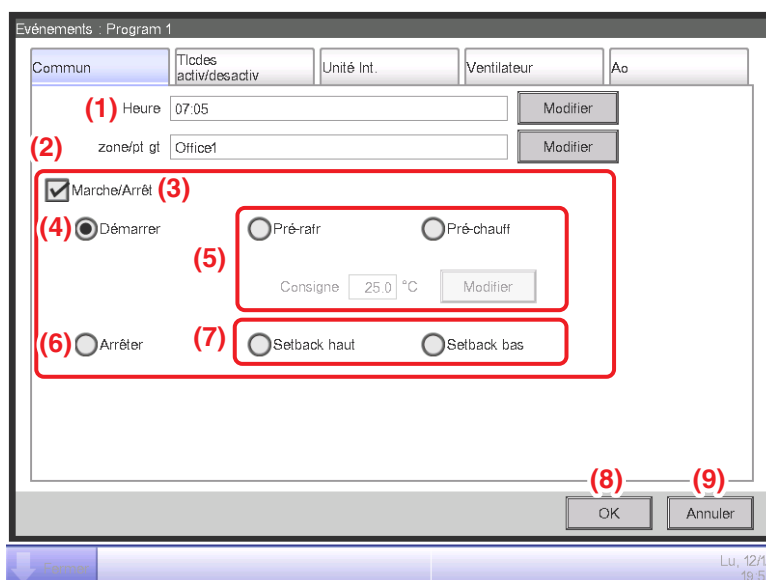 Evénements : Program 1
Commun
Tlcdes
activ/desactiv
Unité Int.
Ventilateur
Ao
(1) Heure 07:05 Modifier
(2) zone/pt gt Office1 Modifier
Marche/Arrêt (3)
(4) Démarrer Pré-rafr Pré-chauff
(5)
Consigne 25.0 °C Modifier
(6) Arrêter (7) Setback haut Setback bas
(8) (9)
OK Annuler
Lu, 12/1
19:5